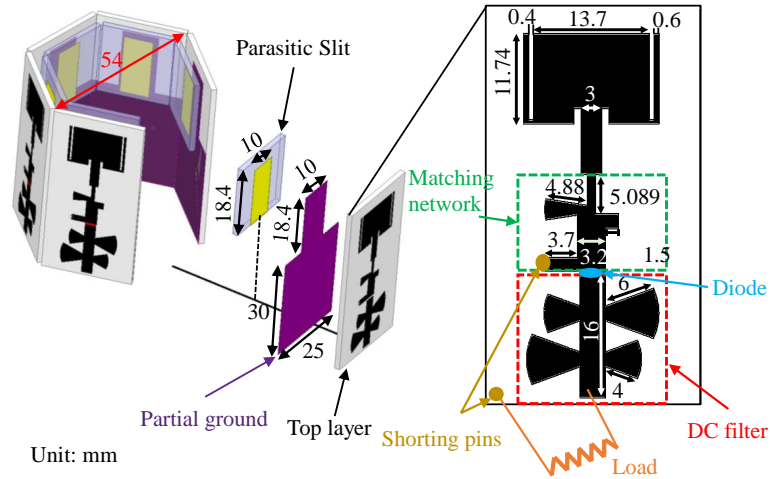 0.4
13.7
0.6
54
Parasitic Slit
11.74
3
10
10
18.4
18.4
Matching
network
4.88
5.089
3.7
3.2
1.5
Diode
6
30
16
25
4
Partial ground
Top layer
Shorting pins
DC filter
Unit: mm
Load